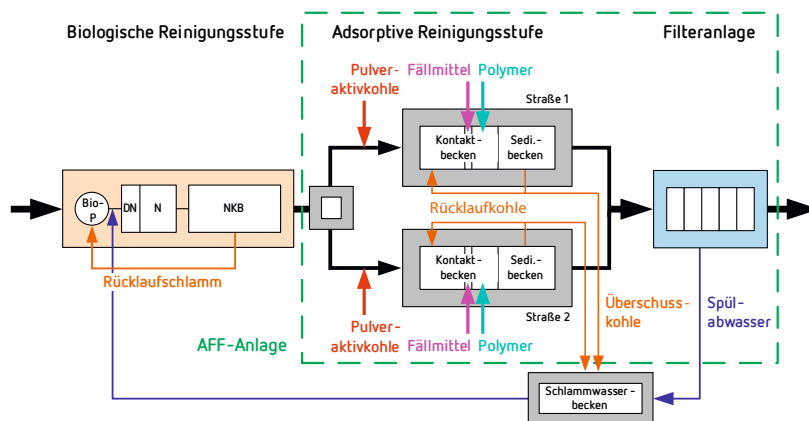 Biologische Reinigungsstufe
Adsorptive Reinigungsstufe
Filteranlage
Pulver-
aktivkohle
Fällmittel
Polymer
Straße 1
Kontakt-
becken
Sedi.-
becken
Bio-
P
DN
N
NKB
Rücklaufkohle
Rücklaufschlamm
Kontakt-
becken
Sedi.-
becken
Straße 2
Pulver-
aktivkohle
Fällmittel
Polymer
Überschuss-
kohle
Spül-
abwasser
AFF-Anlage
Schlammwasser-
becken